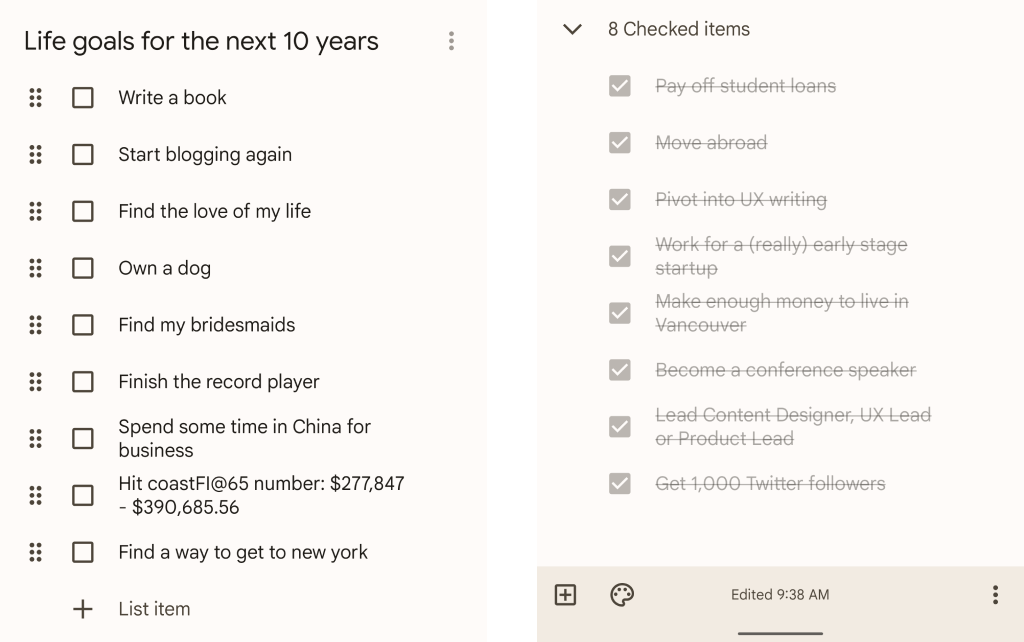 Life goals for the next 10 years
Write a book
Start blogging again
Find the love of my life
Own a dog
Find my bridesmaids
Finish the record player
Spend some time in China for
business
Hit coastFI@65 number: $277,847
- $390,685.56
Find a way to get to new york
List item
8 Checked items
Pay off student loans
Move abroad
Pivot into UX writing
Work for a (really) early stage
startup
Make enough money to live in
Vancouver
Become a conference speaker
Lead Content Designer, UX Lead
or Product Lead
Get 1,000 Twitter followers
Edited 9:38 AM